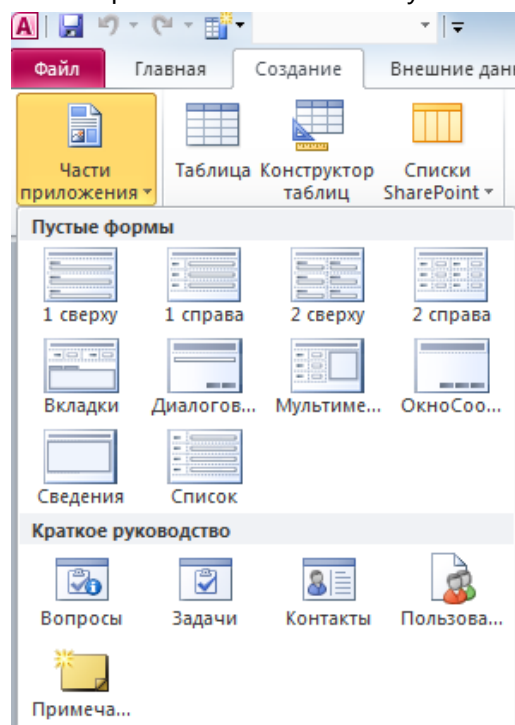 A
Файл Главная Создание Внешние дан
Части приложения Таблица Конструктор таблиц Списки SharePoint
Пустые формы
1 сверху 1 справа 2 сверху 2 справа
Вкладки Диалогов... Мультиме... ОкноСоо...
Сведения Список
Краткое руководство
Вопросы Задачи Контакты Пользова...
Примеча...